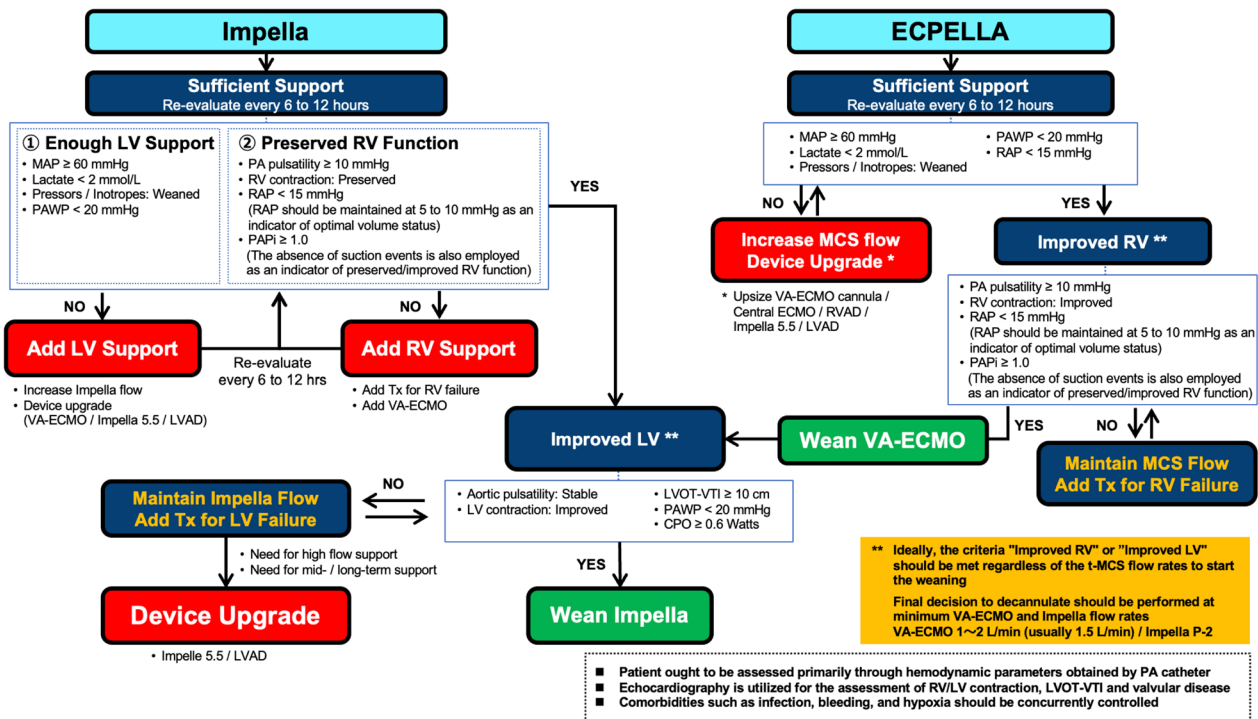 Impella
Sufficient Support
Re-evaluate every 6 to 12 hours
① Enough LV Support
• MAP ≥ 60 mmHg
• Lactate < 2 mmol/L
• Pressors / Inotropes: Weaned
• PAWP < 20 mmHg
② Preserved RV Function
• PA pulsatility ≥ 10 mmHg
• RV contraction: Preserved
• RAP < 15 mmHg
(RAP should be maintained at 5 to 10 mmHg as an
indicator of optimal volume status)
• PAPi ≥ 1.0
(The absence of suction events is also employed
as an indicator of preserved/improved RV function)
YES
NO
NO
Add LV Support
Re-evaluate
every 6 to 12 hrs
Add RV Support
• Increase Impella flow
• Device upgrade
(VA-ECMO / Impella 5.5 / LVAD)
• Add Tx for RV failure
• Add VA-ECMO
ECPELLA
Sufficient Support
Re-evaluate every 6 to 12 hours
• MAP ≥ 60 mmHg
• Lactate < 2 mmol/L
• Pressors / Inotropes: Weaned
• PAWP < 20 mmHg
• RAP < 15 mmHg
NO
YES
Increase MCS flow
Device Upgrade *
* Upsize VA-ECMO cannula /
Central ECMO / RVAD /
Impella 5.5 / LVAD
Improved RV **
• PA pulsatility ≥ 10 mmHg
• RV contraction: Improved
• RAP < 15 mmHg
(RAP should be maintained at 5 to 10 mmHg as an
indicator of optimal volume status)
• PAPi ≥ 1.0
(The absence of suction events is also employed
as an indicator of preserved/improved RV function)
YES
NO
Wean VA-ECMO
Maintain MCS Flow
Add Tx for RV Failure
Improved LV **
• Aortic pulsatility: Stable
• LV contraction: Improved
• LVOT-VTI ≥ 10 cm
• PAWP < 20 mmHg
• CPO ≥ 0.6 Watts
NO
Maintain Impella Flow
Add Tx for LV Failure
• Need for high flow support
• Need for mid- / long-term support
YES
Device Upgrade
• Impelle 5.5 / LVAD
Wean Impella
** Ideally, the criteria "Improved RV" or "Improved LV"
should be met regardless of the t-MCS flow rates to start
the weaning
Final decision to decannulate should be performed at
minimum VA-ECMO and Impella flow rates
VA-ECMO 1～2 L/min (usually 1.5 L/min) / Impella P-2
■ Patient ought to be assessed primarily through hemodynamic parameters obtained by PA catheter
■ Echocardiography is utilized for the assessment of RV/LV contraction, LVOT-VTI and valvular disease
■ Comorbidities such as infection, bleeding, and hypoxia should be concurrently controlled